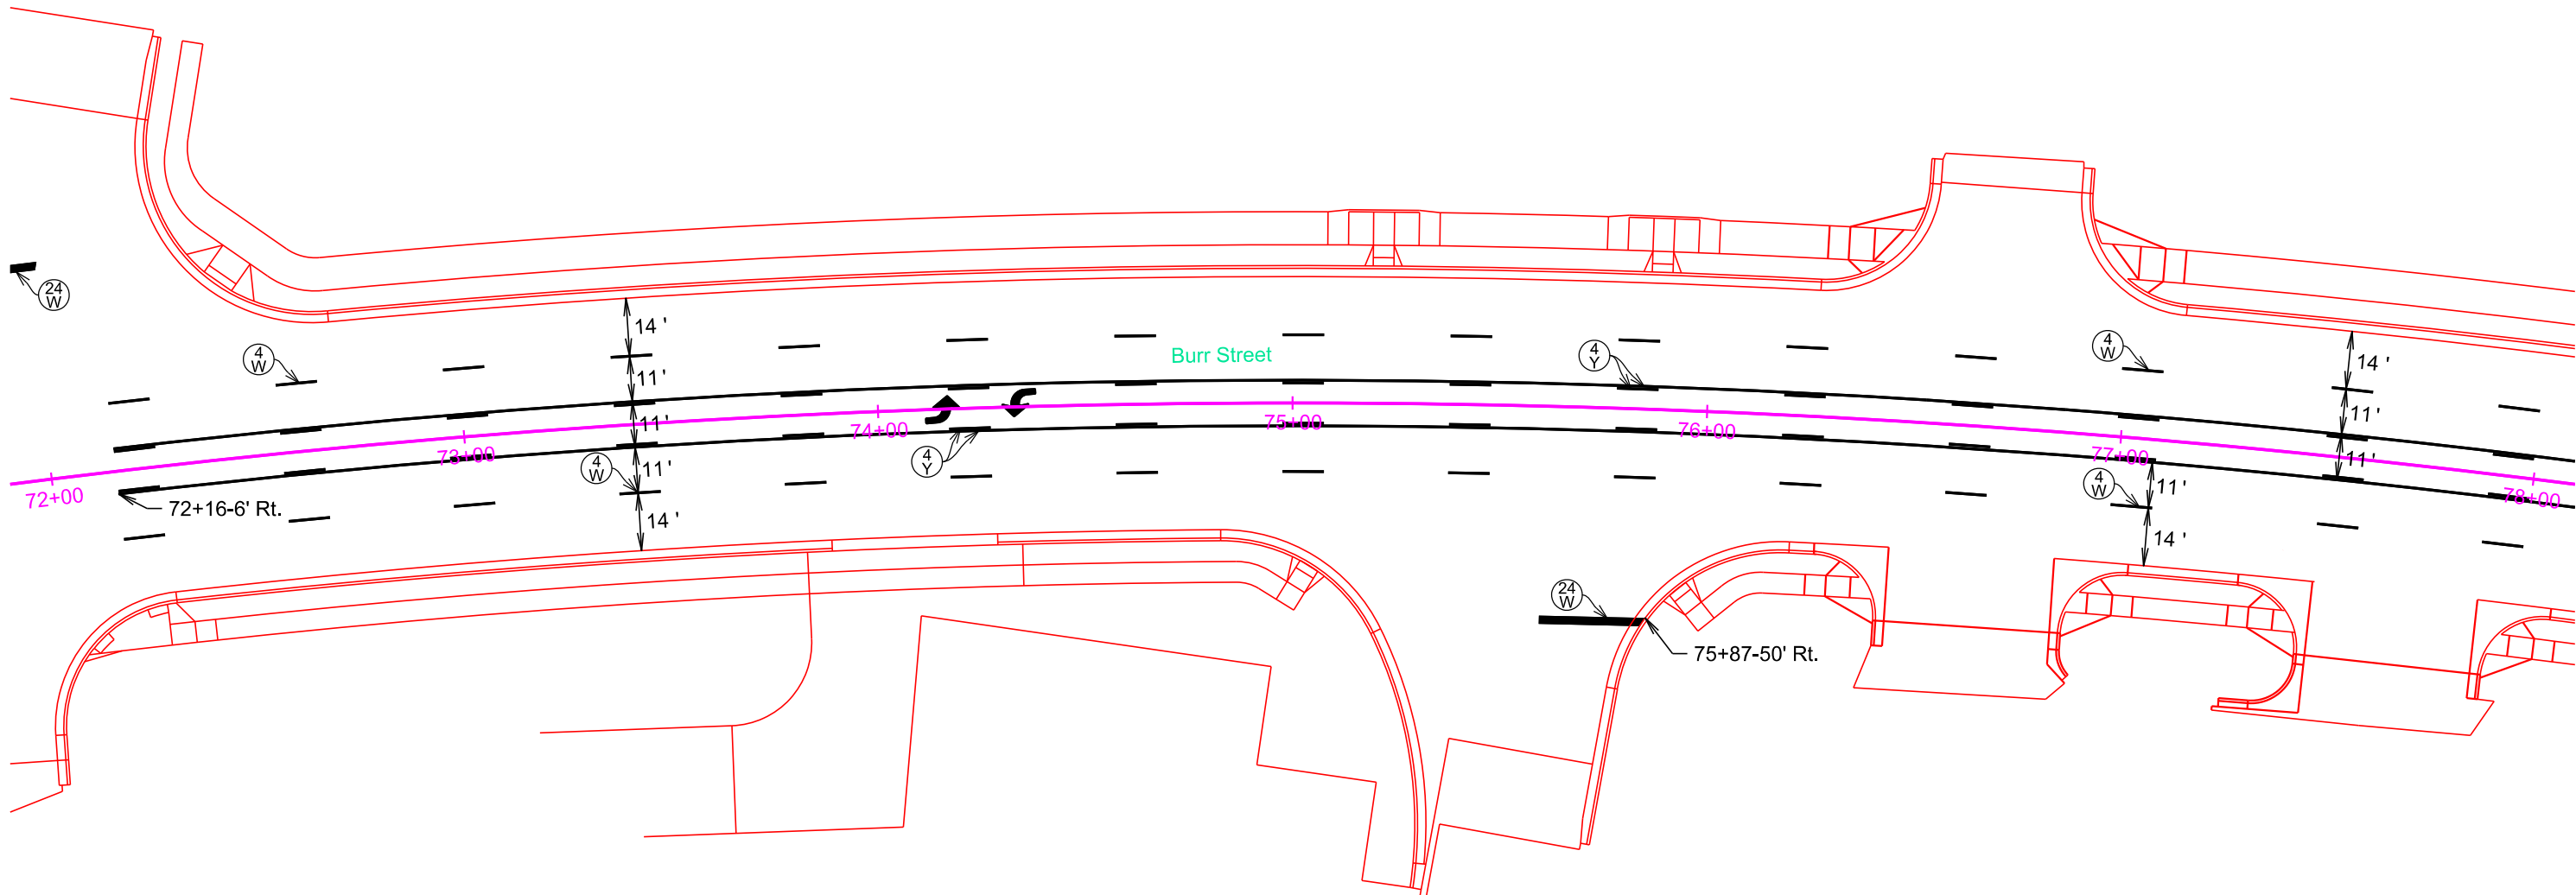 24
W
4
W
14 '
11'
11'
11'
14 '
4
W
72+00
73+00
74+00
75+00
76+00
77+00
78+00
72+16-6' Rt.
4
Y
Burr Street
4
Y
4
W
14 '
11'
11'
11'
14 '
4
W
24
W
75+87-50' Rt.